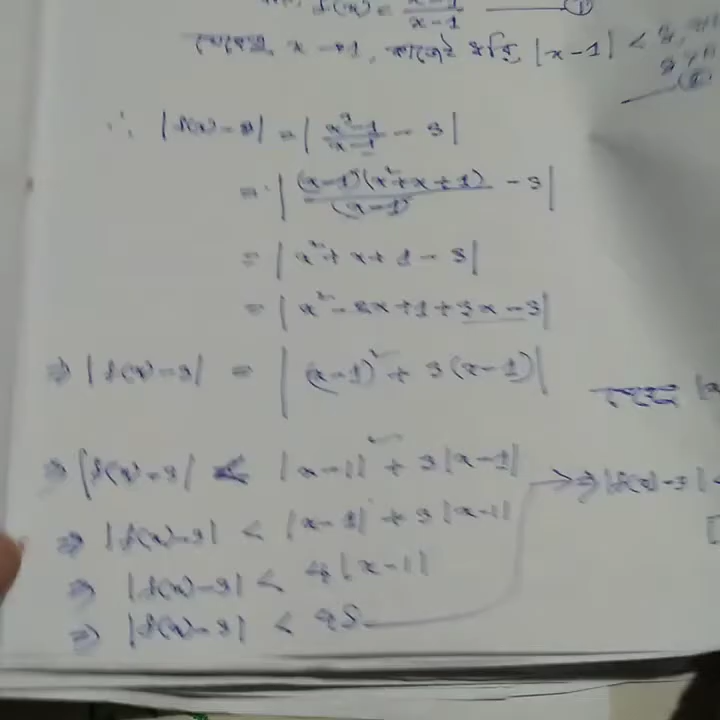 f(x) = x³-1/x-1 ——— ①
x → 1, |x-1| <
∴ |f(x) - 3| = |x³-1/x-1 - 3|
= |(x-1)(x²+x+1)/(x-1) - 3|
= |x²+x+1-3|
= |x²-2x+1+3x-3|
⇒ |f(x)-3| = |(x-1)²+3(x-1)|
⇒ |f(x)-3| < |x-1|²+3|x-1|
⇒ |f(x)-3| < |x-1|+3|x-1|
⇒ |f(x)-3| < 4|x-1|
⇒ |f(x)-3| < 4δ
⇒ |f(x)-3| <